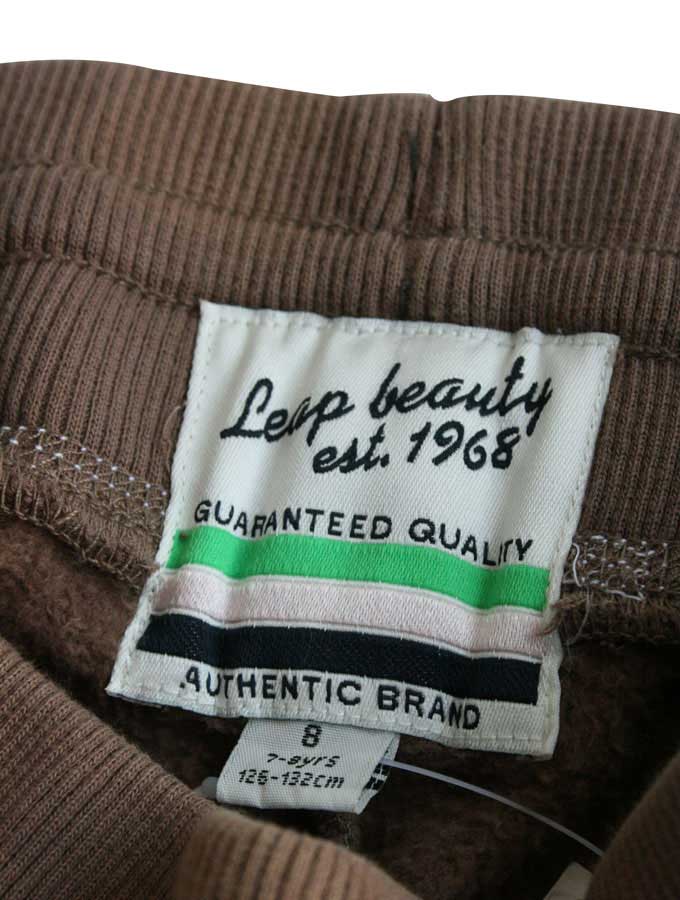 Leap beauty
est. 1968
GUARANTEED QUALITY
AUTHENTIC BRAND
8
7-8yrs
126-132cm